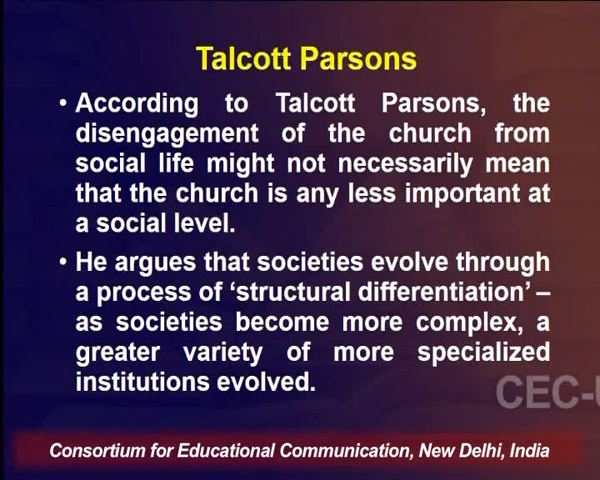 Talcott Parsons
• According to Talcott Parsons, the
disengagement of the church from
social life might not necessarily mean
that the church is any less important at
a social level.
• He argues that societies evolve through
a process of ‘structural differentiation’ –
as societies become more complex, a
greater variety of more specialized
institutions evolved.
CEC-U
Consortium for Educational Communication, New Delhi, India